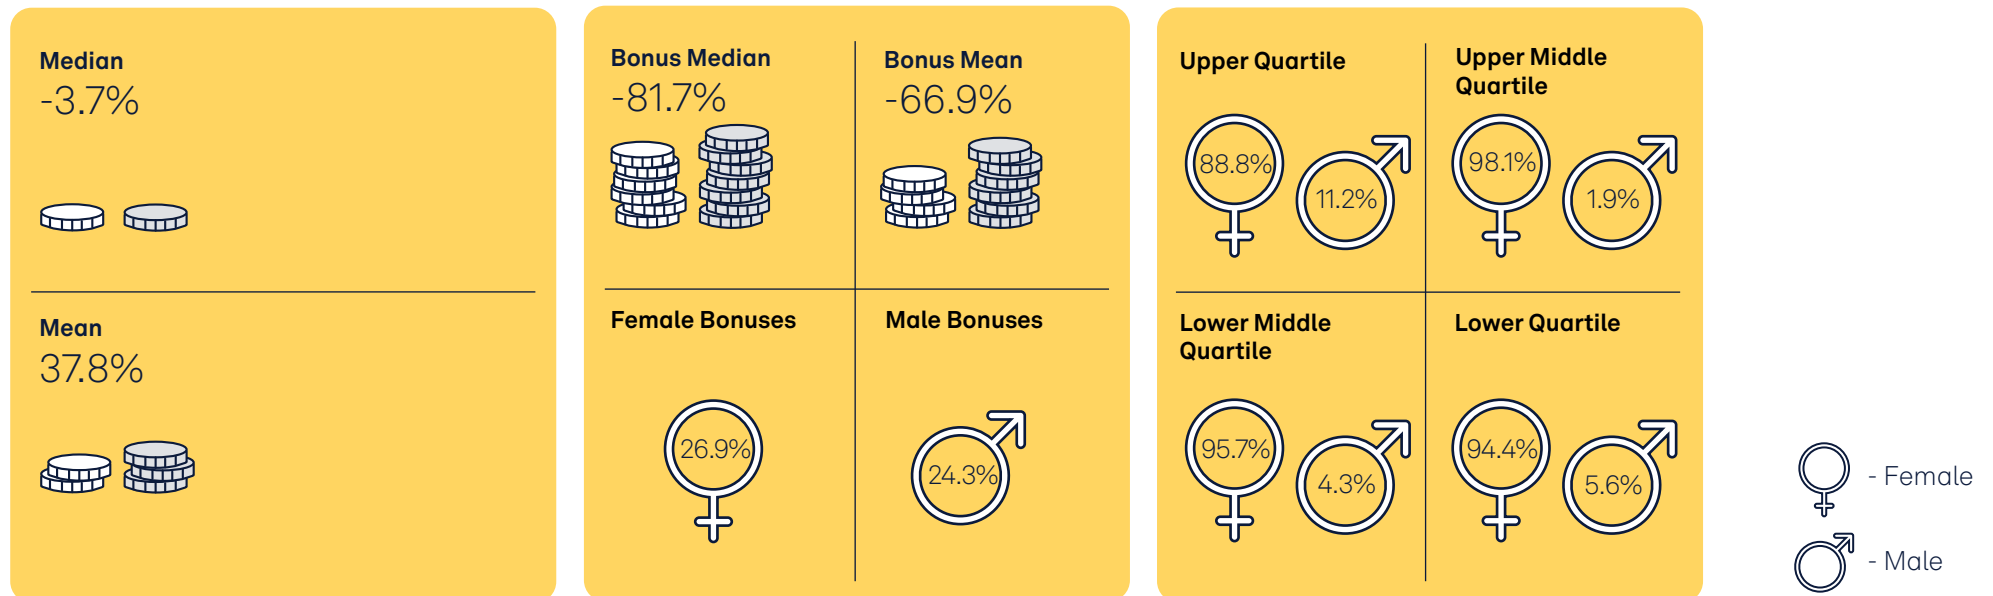 Median
-3.7%
Mean
37.8%
Bonus Median
-81.7%
Bonus Mean
-66.9%
Female Bonuses
26.9%
Male Bonuses
24.3%
Upper Quartile
88.8%
11.2%
Upper Middle
Quartile
98.1%
1.9%
Lower Middle
Quartile
95.7%
4.3%
Lower Quartile
94.4%
5.6%
- Female
- Male